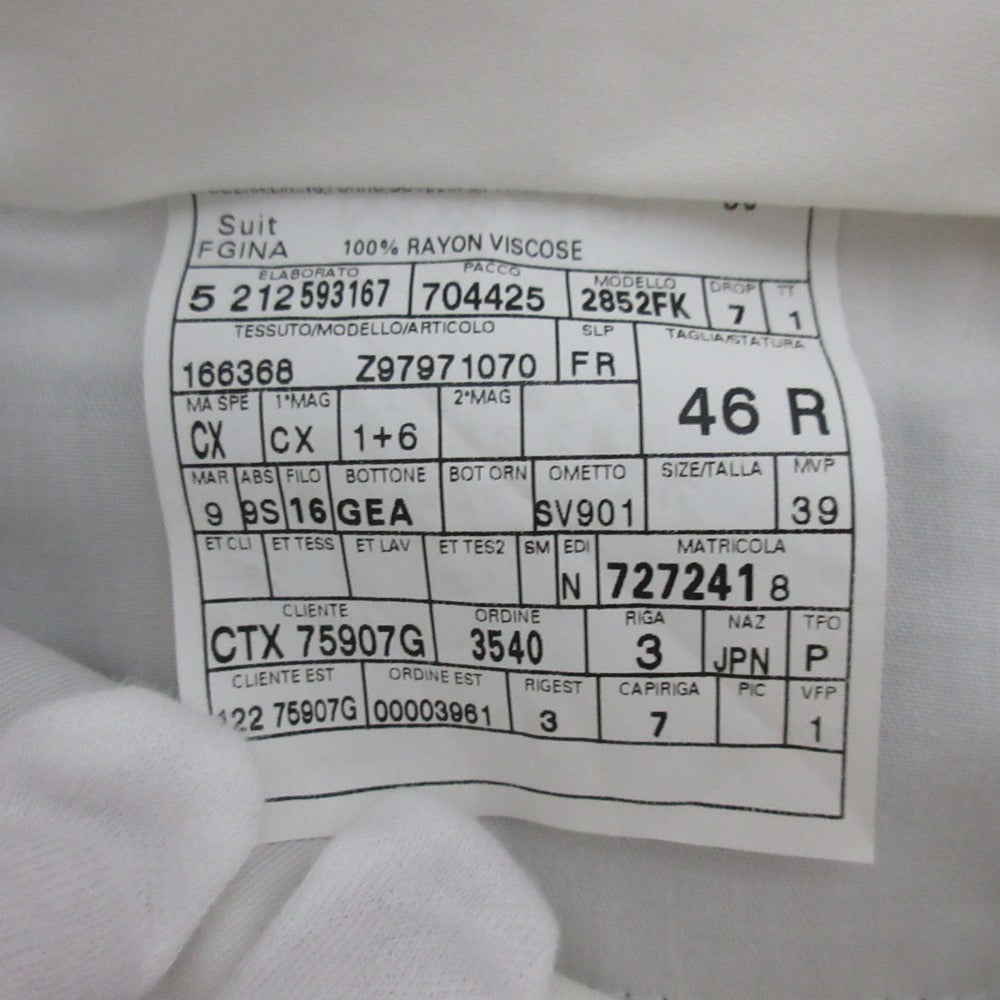 Suit
FGINA 100% RAYON VISCOSE
ELABORATO PACCO MODELLO DROP TT
5 212593167 704425 2852FK 7 1
TESSUTO/MODELLO/ARTICOLO SLP TAGLIA/STATURA
166368 Z97971070 FR 46 R
MA SPE 1°MAG 2°MAG
CX CX 1+6
MAR ABS FILO BOTTONE BOT ORN OMETTO SIZE/TALLA MVP
9 9S 16 GEA SV901 39
ET CLI ET TESS ET LAV ET TES2 SM EDI MATRICOLA
N 727241 8
CLIENTE ORDINE RIGA NAZ TFO
CTX 75907G 3540 3 JPN P
CLIENTE EST ORDINE EST RIGEST CAPIRIGA PIC VFP
122 75907G 00003961 3 7 1